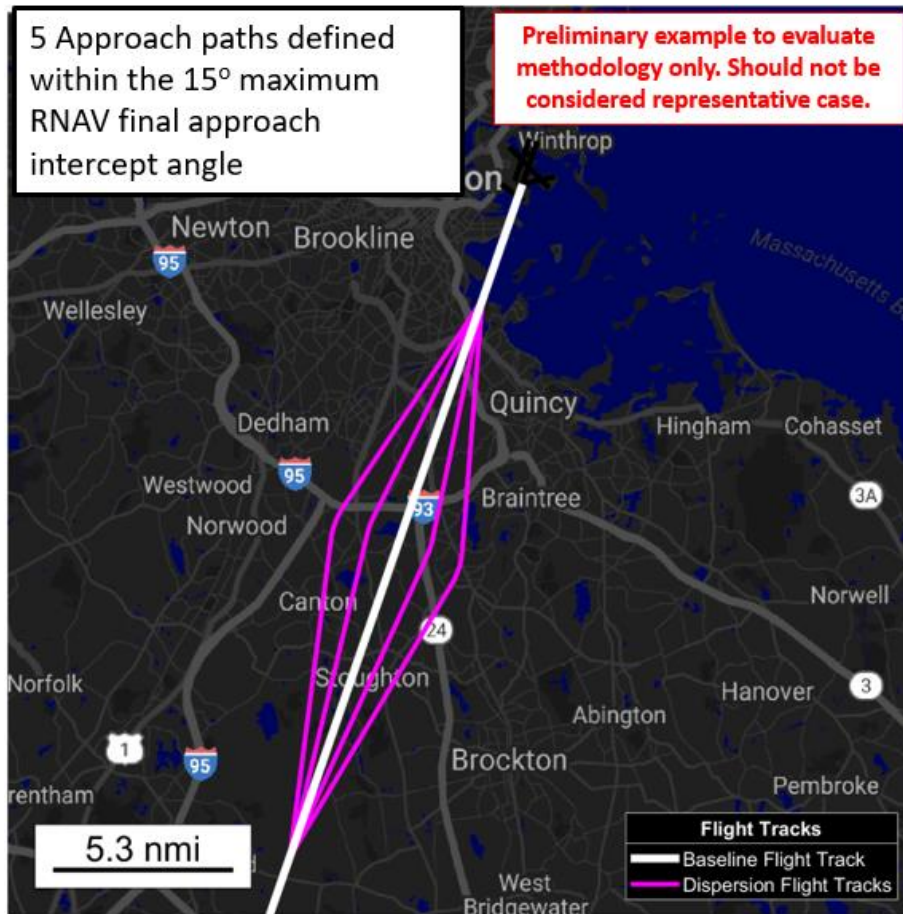 5 Approach paths defined
within the 15° maximum
RNAV final approach
intercept angle
Preliminary example to evaluate
methodology only. Should not be
considered representative case.
Winthrop
on
Newton
Brookline
95
Massachusetts B
Wellesley
Quincy
Dedham
Hingham
Cohasset
95
Westwood
93
Braintree
3A
Norwood
Canton
Norwell
24
Stoughton
Norfolk
Hanover
3
Abington
1
95
Brockton
Pembroke
rentham
5.3 nmi
d
Flight Tracks
Baseline Flight Track
Dispersion Flight Tracks
West
Bridgewater